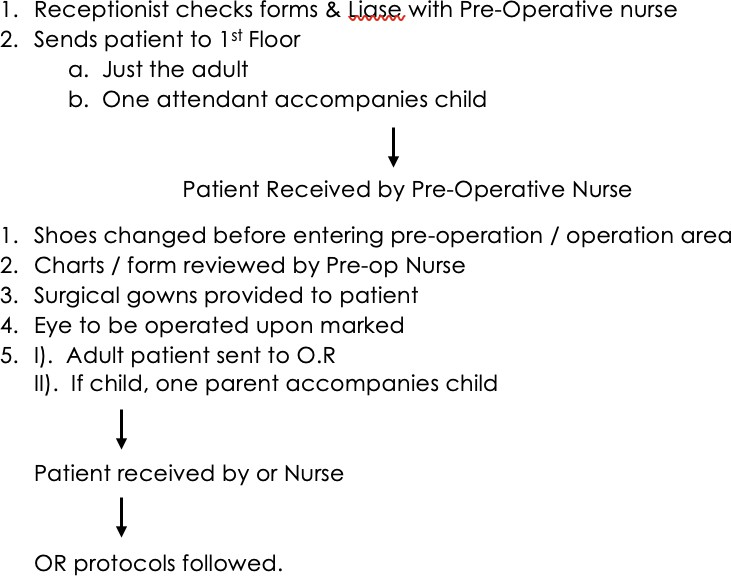 1. Receptionist checks forms & Liase with Pre-Operative nurse
2. Sends patient to 1st Floor
a. Just the adult
b. One attendant accompanies child
Patient Received by Pre-Operative Nurse
1. Shoes changed before entering pre-operation / operation area
2. Charts / form reviewed by Pre-op Nurse
3. Surgical gowns provided to patient
4. Eye to be operated upon marked
5. I). Adult patient sent to O.R
II). If child, one parent accompanies child
Patient received by or Nurse
OR protocols followed.